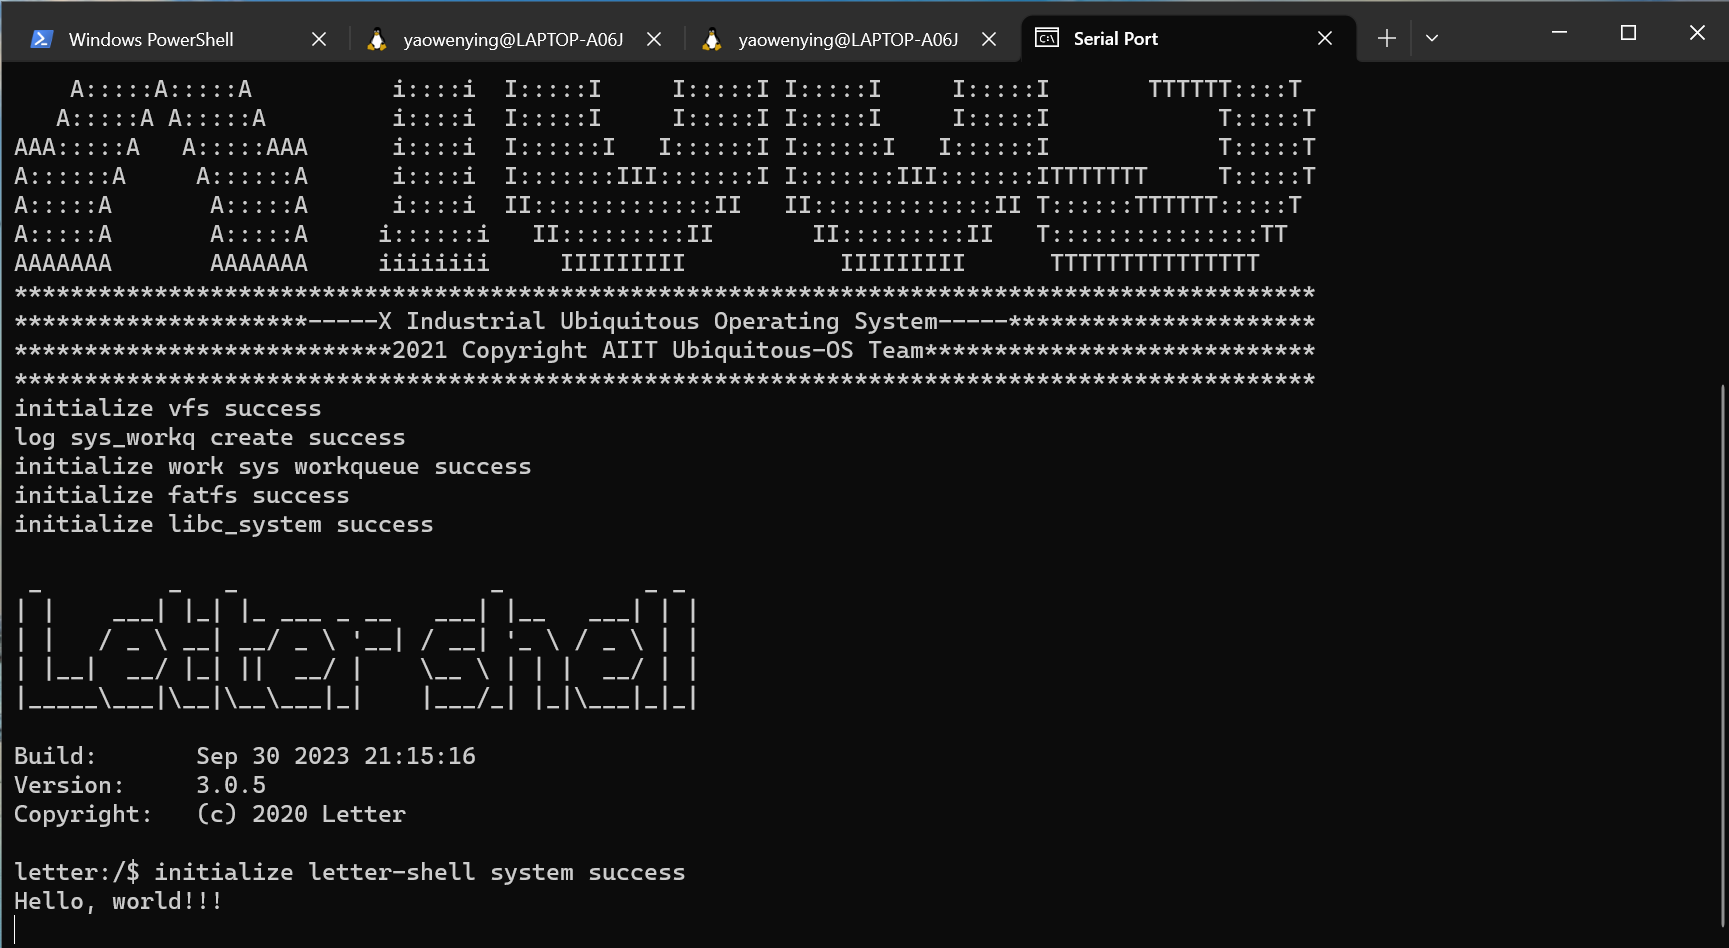 Windows PowerShell
yaowenying@LAPTOP-A06J
yaowenying@LAPTOP-A06J
Serial Port
    A:::::A:::::A          i::::i  I:::::I     I:::::I I:::::I     I:::::I       TTTTTT::::T
   A:::::A A:::::A         i::::i  I:::::I     I:::::I I:::::I     I:::::I            T:::::T
AAA:::::A   A:::::AAA      i::::i  I::::::I   I::::::I I::::::I   I::::::I            T:::::T
A::::::A     A::::::A      i::::i  I:::::::III:::::::I I:::::::III:::::::ITTTTTTT     T:::::T
A:::::A       A:::::A      i::::i  II:::::::::::::II   II:::::::::::::II T::::::TTTTTT:::::T
A:::::A       A:::::A     i::::::i   II:::::::::II       II:::::::::II   T:::::::::::::::TT
AAAAAAA       AAAAAAA     iiiiiiii     IIIIIIIII           IIIIIIIII      TTTTTTTTTTTTTTT
*********************************************************************************************
*********************-----X Industrial Ubiquitous Operating System-----**********************
***************************2021 Copyright AIIT Ubiquitous-OS Team****************************
*********************************************************************************************
initialize vfs success
log sys_workq create success
initialize work sys workqueue success
initialize fatfs success
initialize libc_system success
 _         _   _                  _          _ _
| |    ___| |_| |_ ___ _ __   ___| |__   ___| | |
| |   / _ \ __| __/ _ \ '__| / __| '_ \ / _ \ | |
| |__|  __/ |_| ||  __/ |    \__ \ | | |  __/ | |
|_____\___|\__|\__\___|_|    |___/_| |_|\___|_|_|
Build:       Sep 30 2023 21:15:16
Version:     3.0.5
Copyright:   (c) 2020 Letter
letter:/$ initialize letter-shell system success
Hello, world!!!